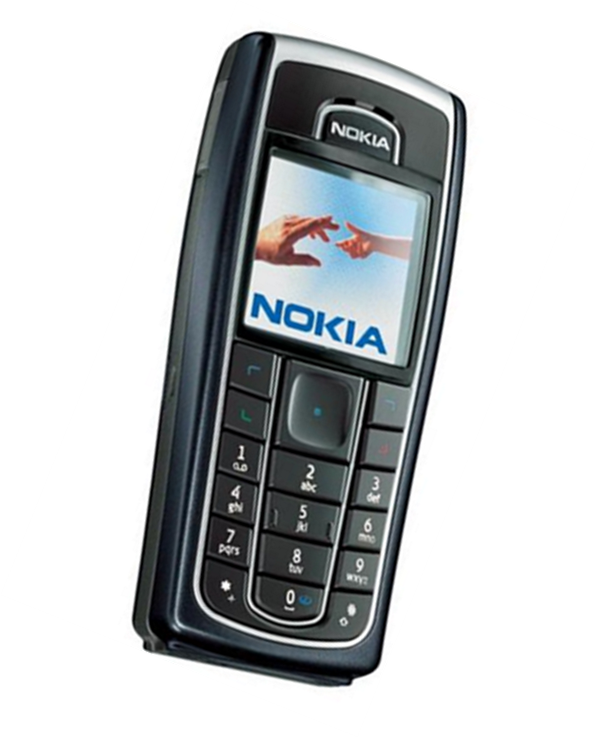 NOKIA
NOKIA
1
2 abc
3 def
4 ghi
5 jkl
6 mno
7 pqrs
8 tuv
9 wxyz
* +
0
#